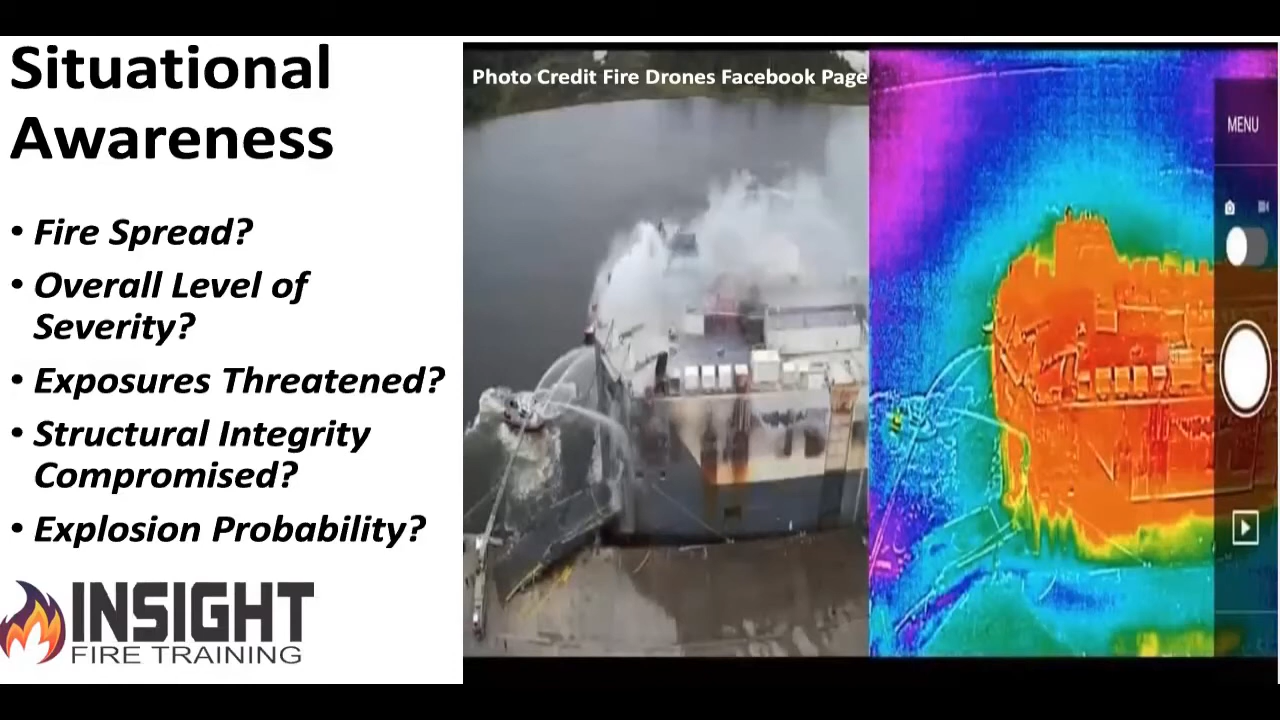 Situational
Awareness
• Fire Spread?
• Overall Level of
Severity?
• Exposures Threatened?
• Structural Integrity
Compromised?
• Explosion Probability?
INSIGHT
FIRE TRAINING
Photo Credit Fire Drones Facebook Page
MENU